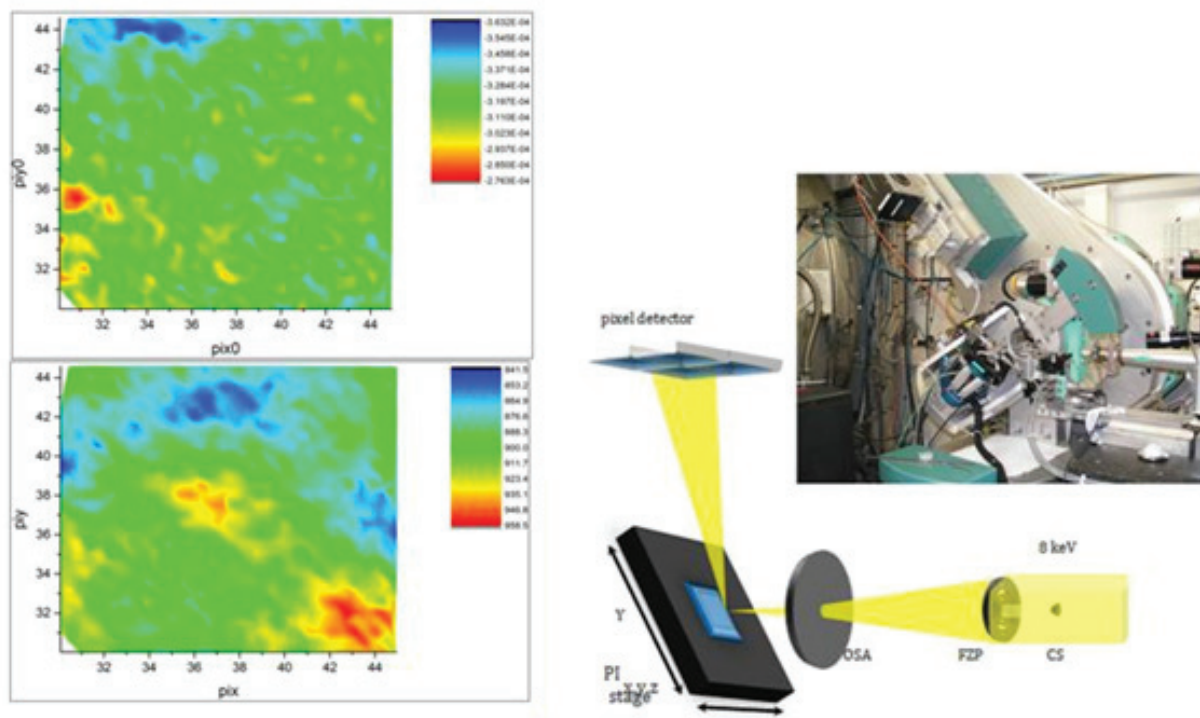 44
42
40
38
36
34
32
piy0
32 34 36 38 40 42 44
pix0
-3.632E-04
-3.545E-04
-3.458E-04
-3.371E-04
-3.284E-04
-3.197E-04
-3.110E-04
-3.023E-04
-2.937E-04
-2.850E-04
-2.763E-04
44
42
40
38
36
34
32
piy
32 34 36 38 40 42 44
pix
841.5
853.2
864.9
876.6
888.3
900.0
911.7
923.4
935.1
946.8
958.5
pixel detector
8 keV
Y
OSA
FZP
CS
PI
x,y,z
stage